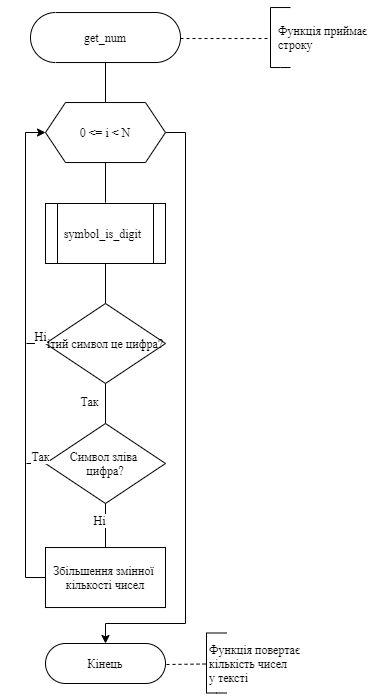 get_num
Функція приймає
строку
0 <= i < N
symbol_is_digit
Ні
ітий символ це цифра?
Так
Так
Символ зліва
цифра?
Ні
Збільшення змінної
кількості чисел
Кінець
Функція повертає
кількість чисел
у тексті